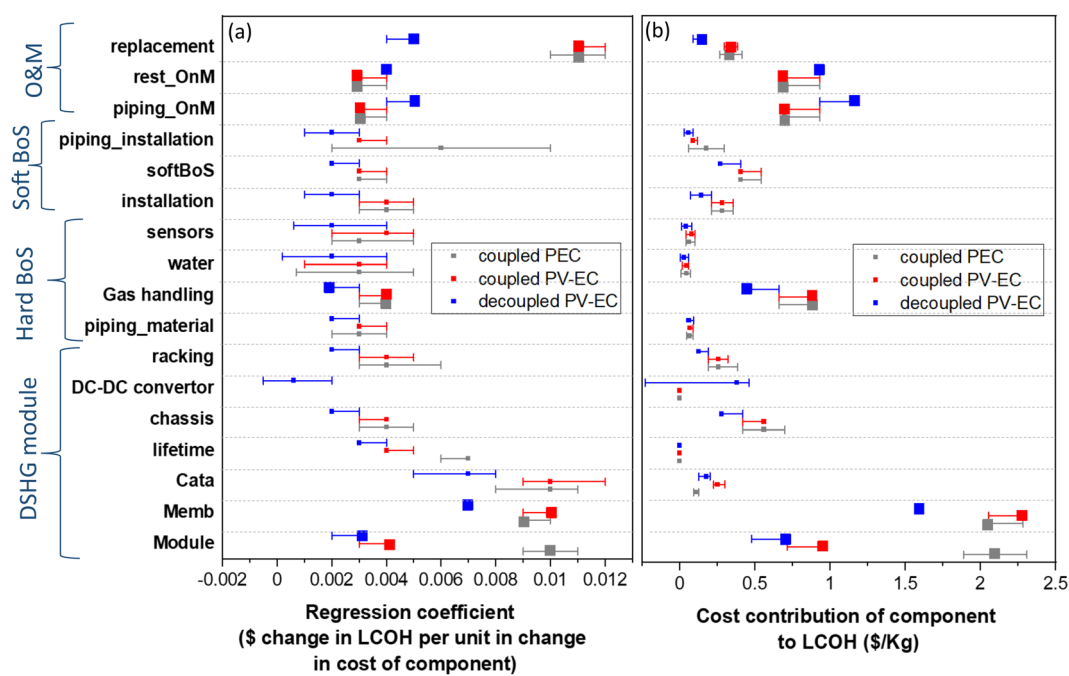 (a)
(b)
O&M
Soft BoS
Hard BoS
DSHG module
replacement
rest_OnM
piping_OnM
piping_installation
softBoS
installation
sensors
water
Gas handling
piping_material
racking
DC-DC convertor
chassis
lifetime
Cata
Memb
Module
coupled PEC
coupled PV-EC
decoupled PV-EC
coupled PEC
coupled PV-EC
decoupled PV-EC
-0.002 0 0.002 0.004 0.006 0.008 0.010 0.012
0 0.5 1 1.5 2 2.5
Regression coefficient
($ change in LCOH per unit in change
in cost of component)
Cost contribution of component
to LCOH ($/Kg)